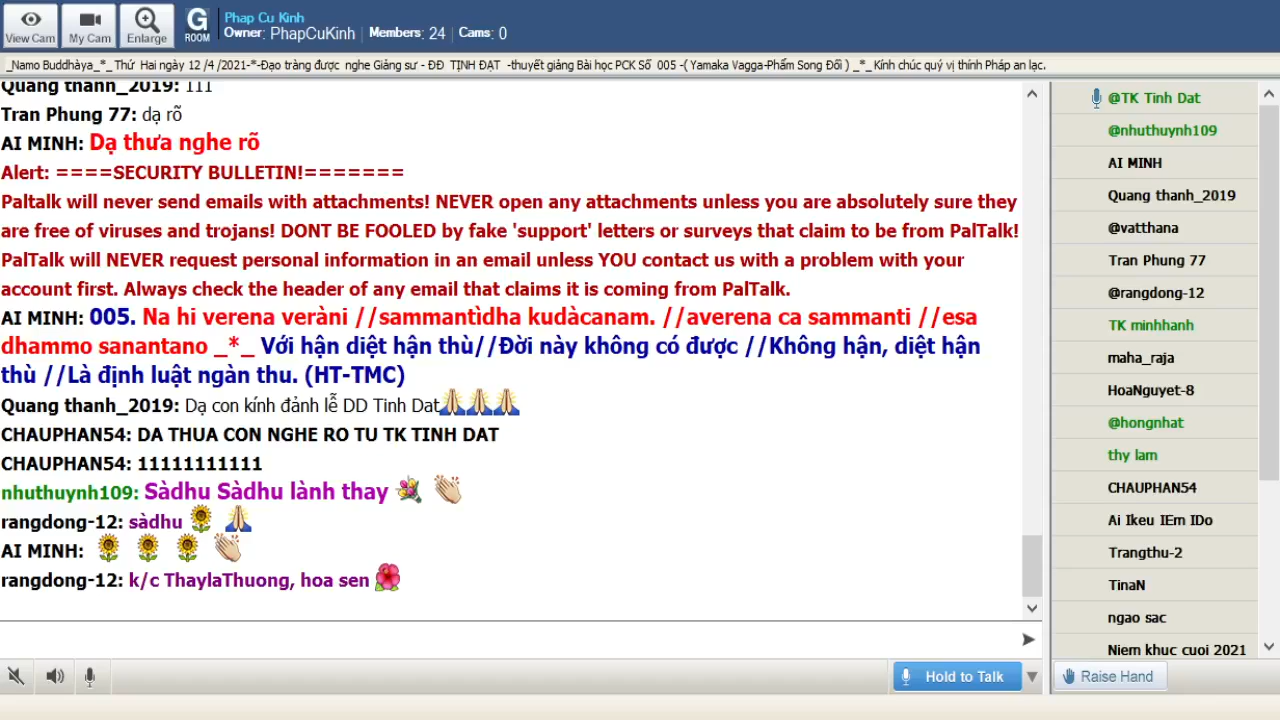 View Cam
My Cam
Enlarge
G
ROOM
Phap Cu Kinh
Owner: PhapCuKinh Members: 24 Cams: 0
_Namo Buddhàya_*_ Thứ Hai ngày 12 /4 /2021-*-Đạo tràng được nghe Giảng sư - ĐĐ TỊNH ĐẠT -thuyết giảng Bài học PCK Số 005 -( Yamaka Vagga-Phẩm Song Đối ) _*_ Kính chúc quý vị thính Pháp an lạc.
Quang thanh_2019: 111
Tran Phung 77: dạ rõ
AI MINH: Dạ thưa nghe rõ
Alert: ====SECURITY BULLETIN!=======
Paltalk will never send emails with attachments! NEVER open any attachments unless you are absolutely sure they
are free of viruses and trojans! DONT BE FOOLED by fake 'support' letters or surveys that claim to be from PalTalk!
PalTalk will NEVER request personal information in an email unless YOU contact us with a problem with your
account first. Always check the header of any email that claims it is coming from PalTalk.
AI MINH: 005. Na hi verena veràni //sammantìdha kudàcanam. //averena ca sammanti //esa
dhammo sanantano _*_ Với hận diệt hận thù//Đời này không có được //Không hận, diệt hận
thù //Là định luật ngàn thu. (HT-TMC)
Quang thanh_2019: Dạ con kính đảnh lễ DD Tinh Dat
CHAUPHAN54: DA THUA CON NGHE RO TU TK TINH DAT
CHAUPHAN54: 11111111111
nhuthuynh109: Sàdhu Sàdhu lành thay
rangdong-12: sàdhu
AI MINH:
rangdong-12: k/c ThaylaThuong, hoa sen
@TK Tinh Dat
@nhuthuynh109
AI MINH
Quang thanh_2019
@vatthana
Tran Phung 77
@rangdong-12
TK minhhanh
maha_raja
HoaNguyet-8
@hongnhat
thy lam
CHAUPHAN54
Ai Ikeu IEm IDo
Trangthu-2
TinaN
ngao sac
Niem khuc cuoi 2021
Hold to Talk
Raise Hand